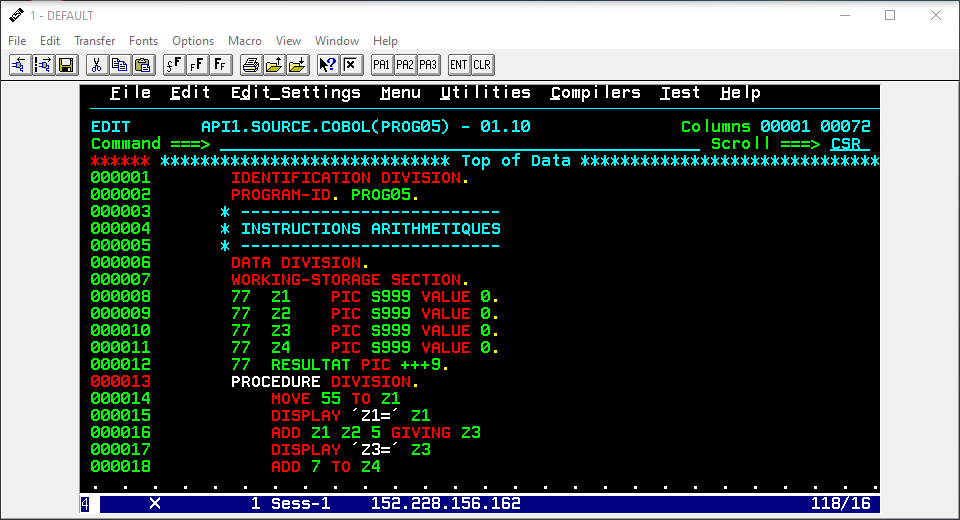 1 - DEFAULT
File Edit Transfer Fonts Options Macro View Window Help
PA1 PA2 PA3 ENT CLR
File Edit Edit_Settings Menu Utilities Compilers Test Help
EDIT API1.SOURCE.COBOL(PROG05) - 01.10 Columns 00001 00072
Command ===> Scroll ===> CSR
****** **************************** Top of Data ******************************
000001 IDENTIFICATION DIVISION.
000002 PROGRAM-ID. PROG05.
000003 * --------------------------
000004 * INSTRUCTIONS ARITHMETIQUES
000005 * --------------------------
000006 DATA DIVISION.
000007 WORKING-STORAGE SECTION.
000008 77 Z1 PIC S999 VALUE 0.
000009 77 Z2 PIC S999 VALUE 0.
000010 77 Z3 PIC S999 VALUE 0.
000011 77 Z4 PIC S999 VALUE 0.
000012 77 RESULTAT PIC +++9.
000013 PROCEDURE DIVISION.
000014 MOVE 55 TO Z1
000015 DISPLAY ´Z1=´ Z1
000016 ADD Z1 Z2 5 GIVING Z3
000017 DISPLAY ´Z3=´ Z3
000018 ADD 7 TO Z4
4 X 1 Sess-1 152.228.156.162 118/16